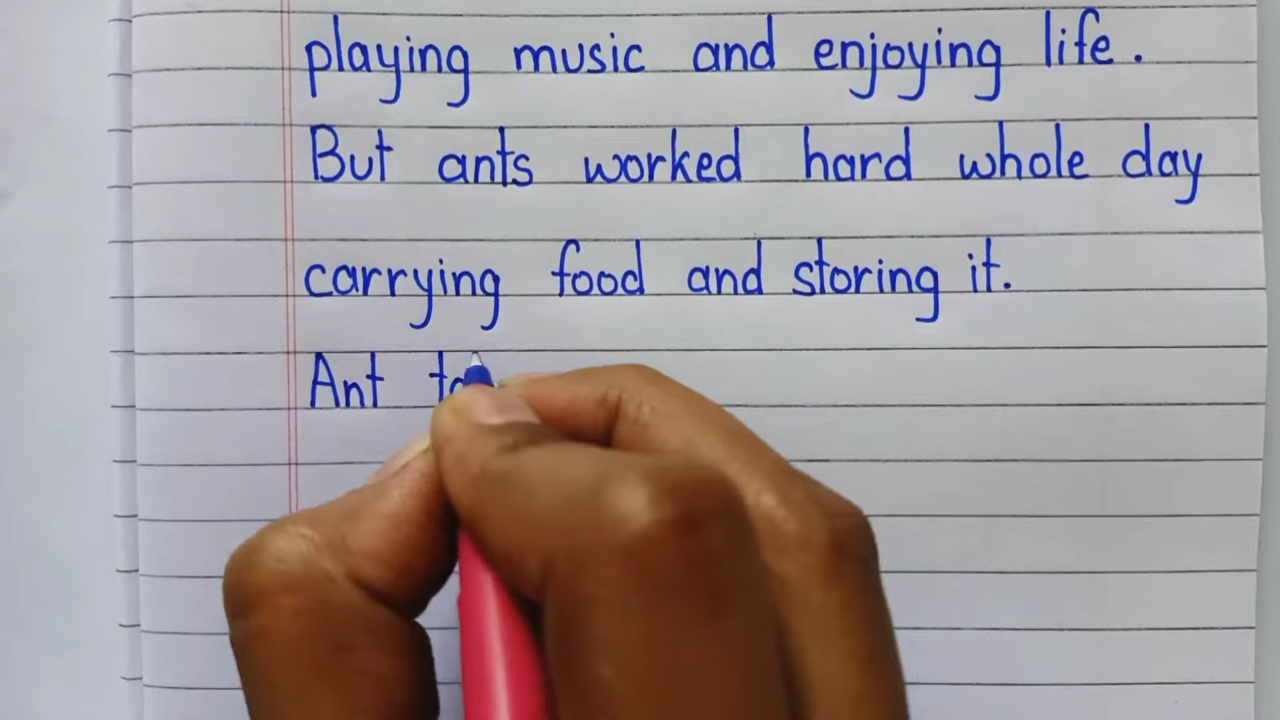 playing music and enjoying life.
But ants worked hard whole day
carrying food and storing it.
Ant